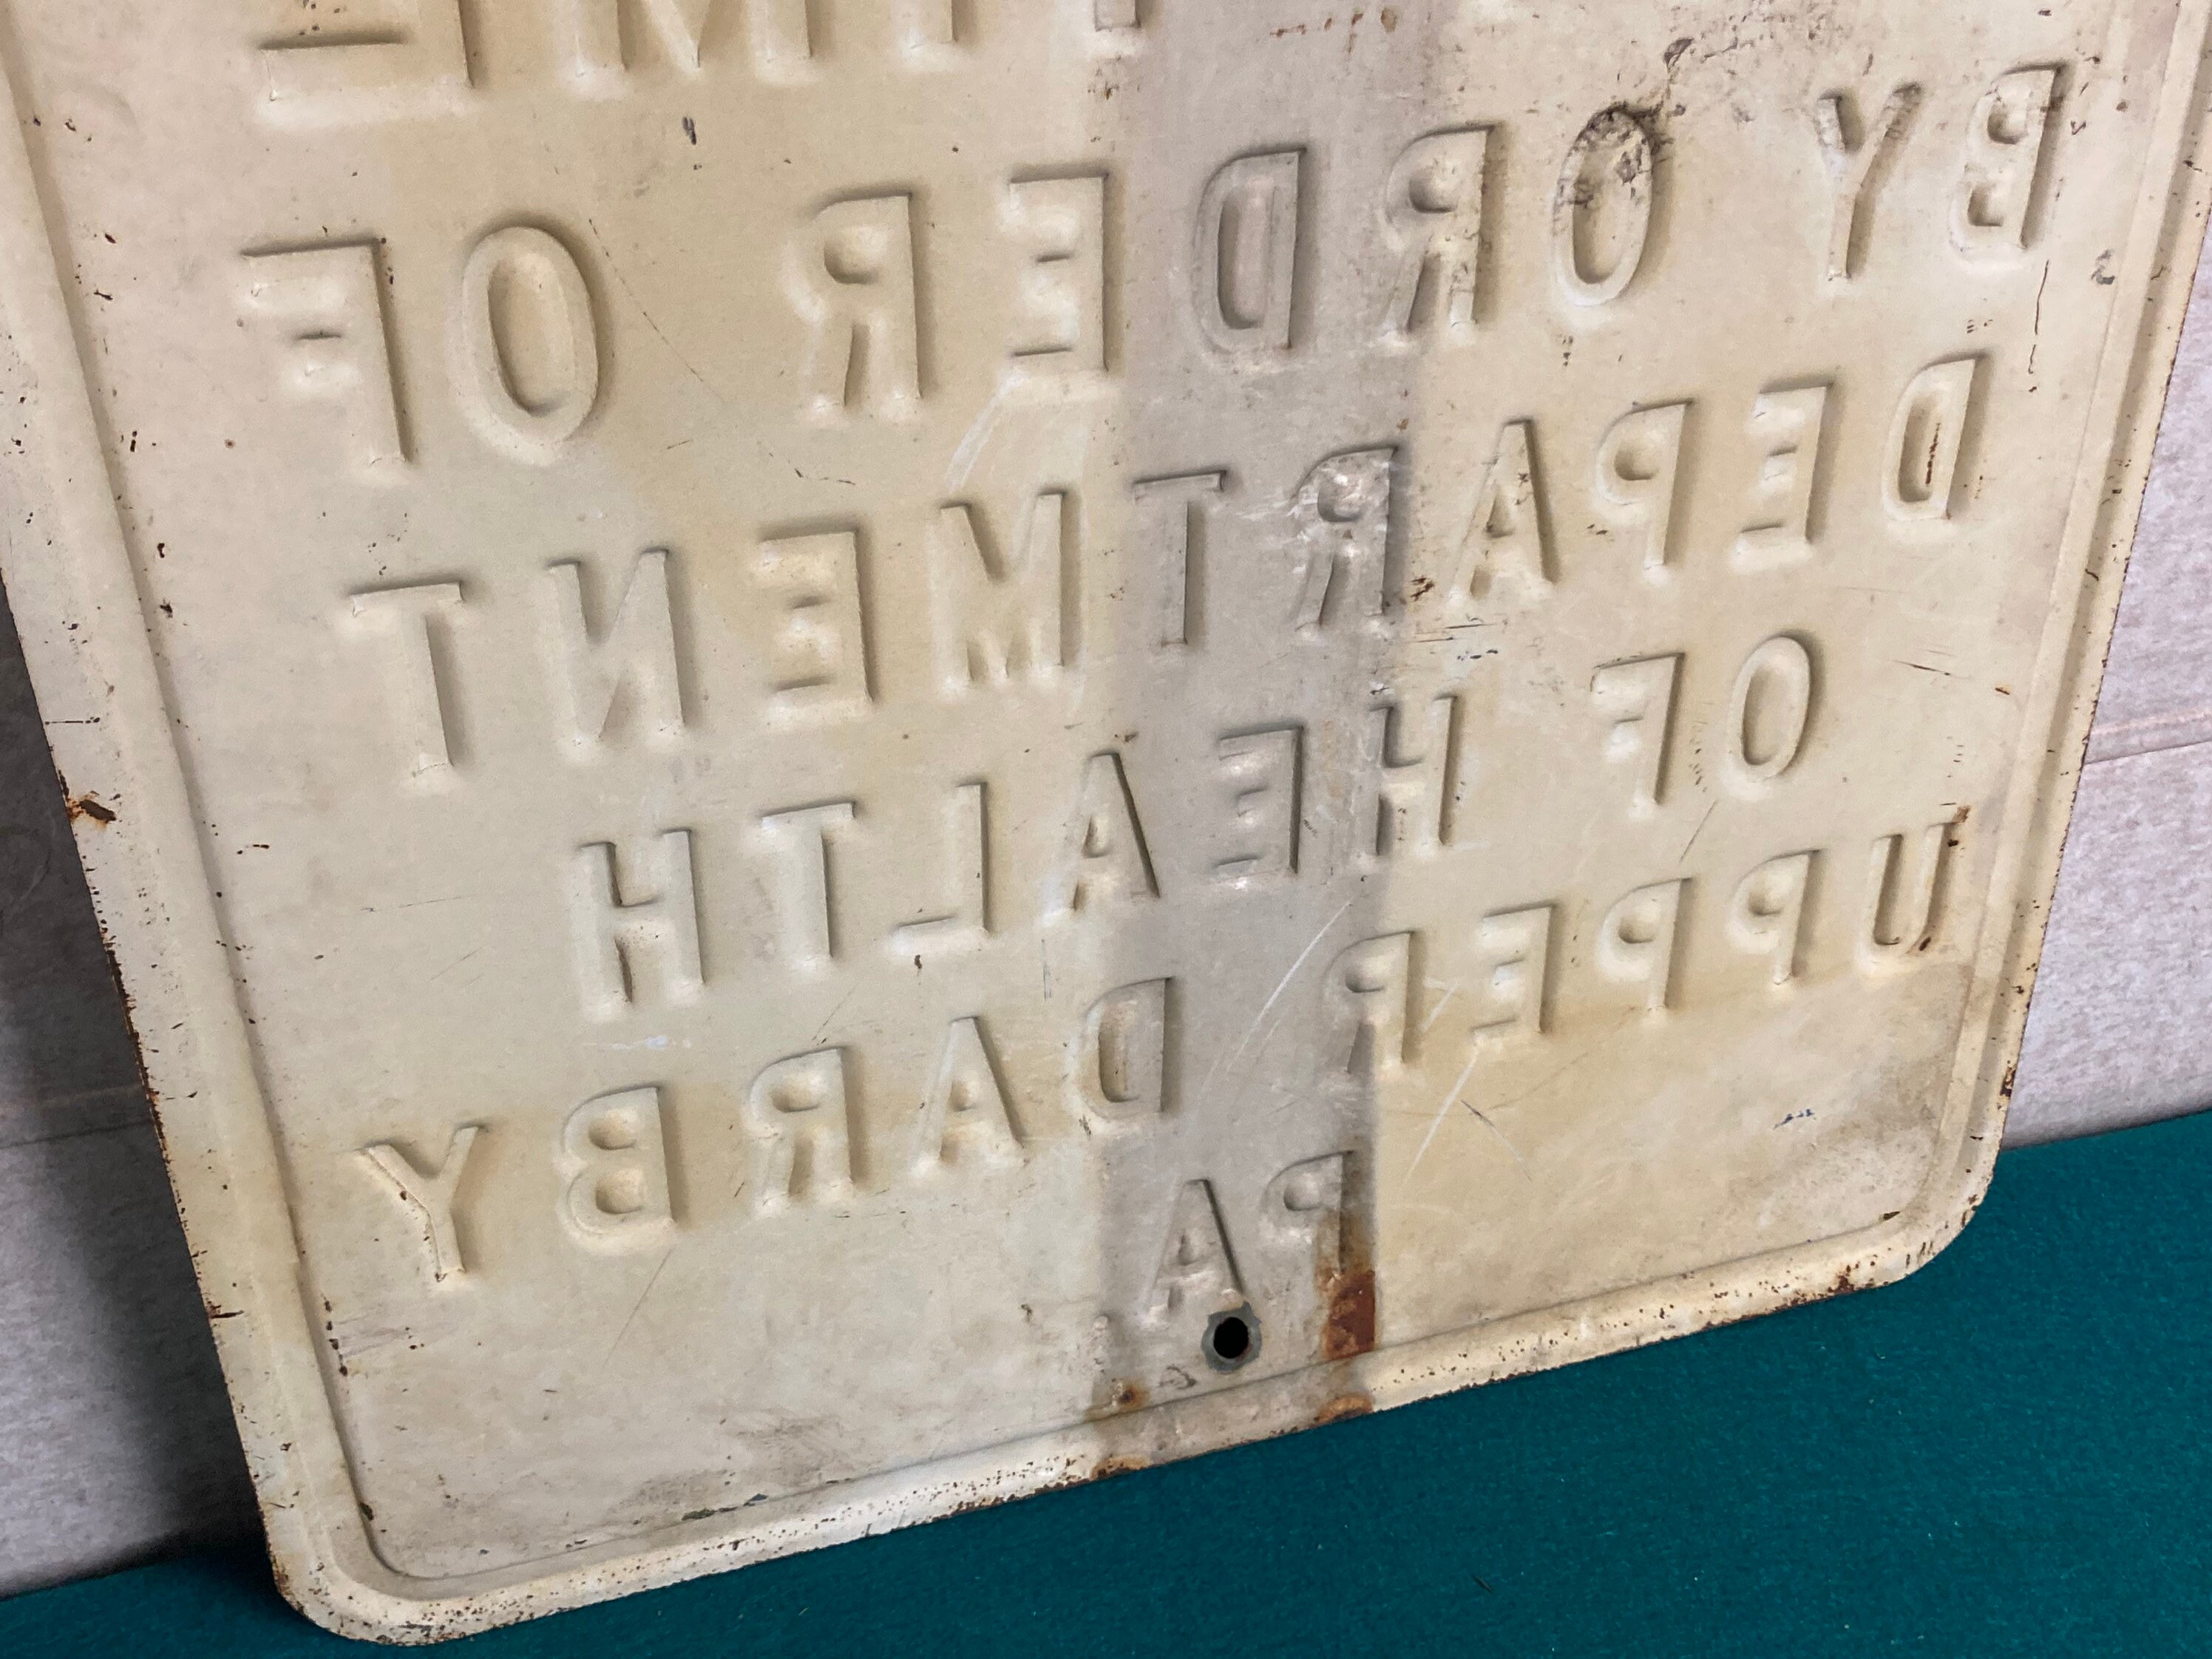 BY ORDER OF
DEPARTMENT
OF HEALTH
UPPER DARBY
PA.